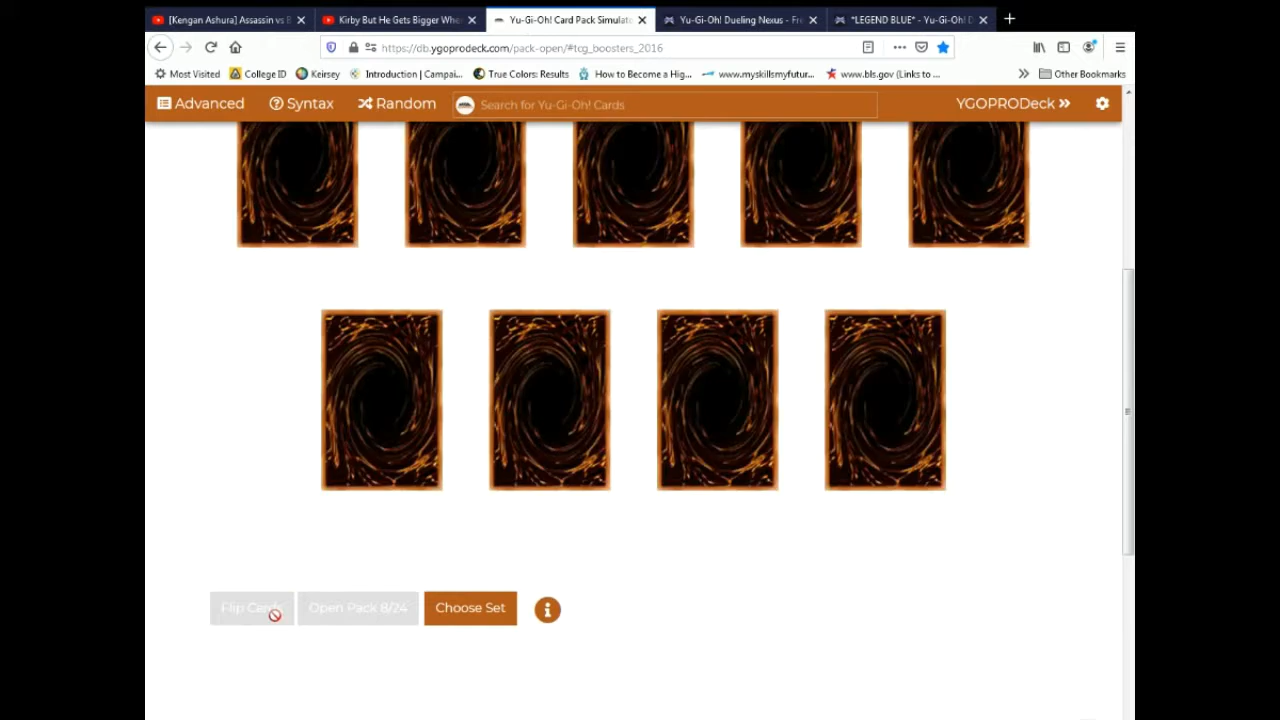 [Kengan Ashura] Assassin vs B
Kirby But He Gets Bigger Whe
Yu-Gi-Oh! Card Pack Simulato
Yu-Gi-Oh! Dueling Nexus - Fre
*LEGEND BLUE* - Yu-Gi-Oh! D
https://db.ygoprodeck.com/pack-open/#tcg_boosters_2016
Most Visited College ID Keirsey Introduction | Campai... True Colors: Results How to Become a Hig... www.myskillsmyfutur... www.bls.gov (Links to ... Other Bookmarks
Advanced Syntax Random Search for Yu-Gi-Oh! Cards YGOPRODeck
Flip Cards Open Pack 8/24 Choose Set